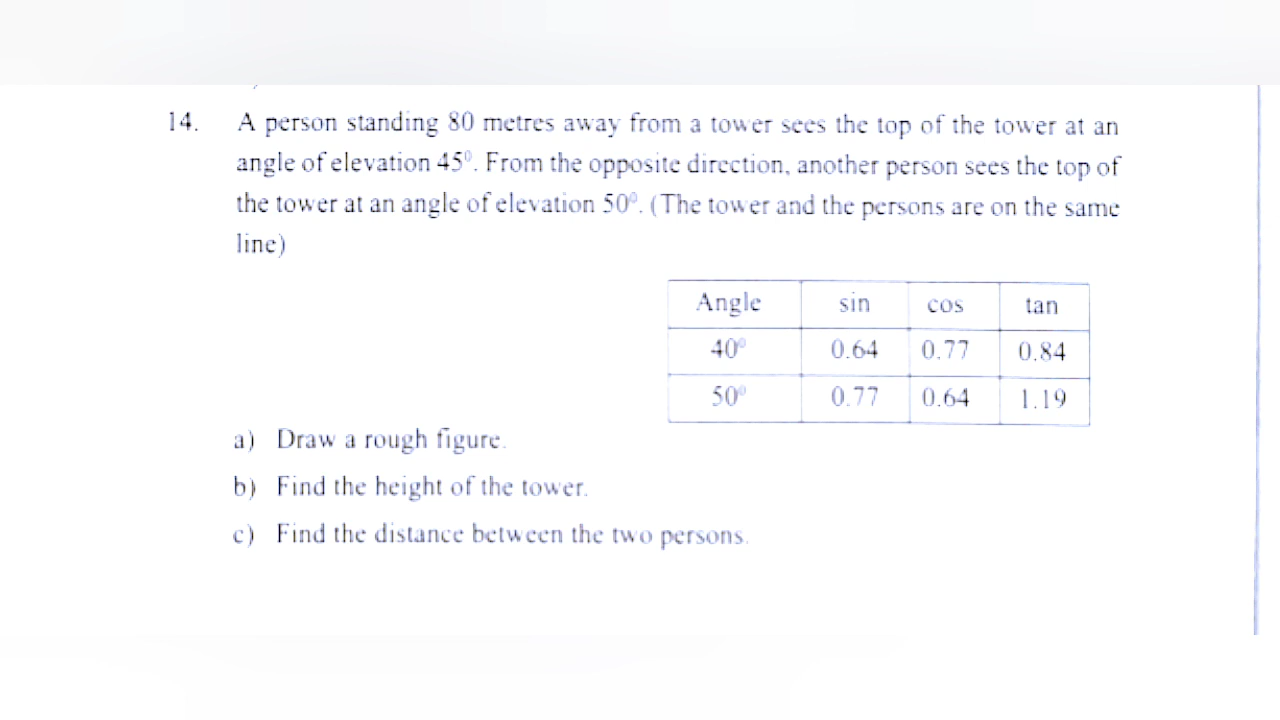 14. A person standing 80 metres away from a tower sees the top of the tower at an
angle of elevation 45⁰. From the opposite direction, another person sees the top of
the tower at an angle of elevation 50⁰. (The tower and the persons are on the same
line)
Angle sin cos tan
40⁰ 0.64 0.77 0.84
50⁰ 0.77 0.64 1.19
a) Draw a rough figure.
b) Find the height of the tower.
c) Find the distance between the two persons.